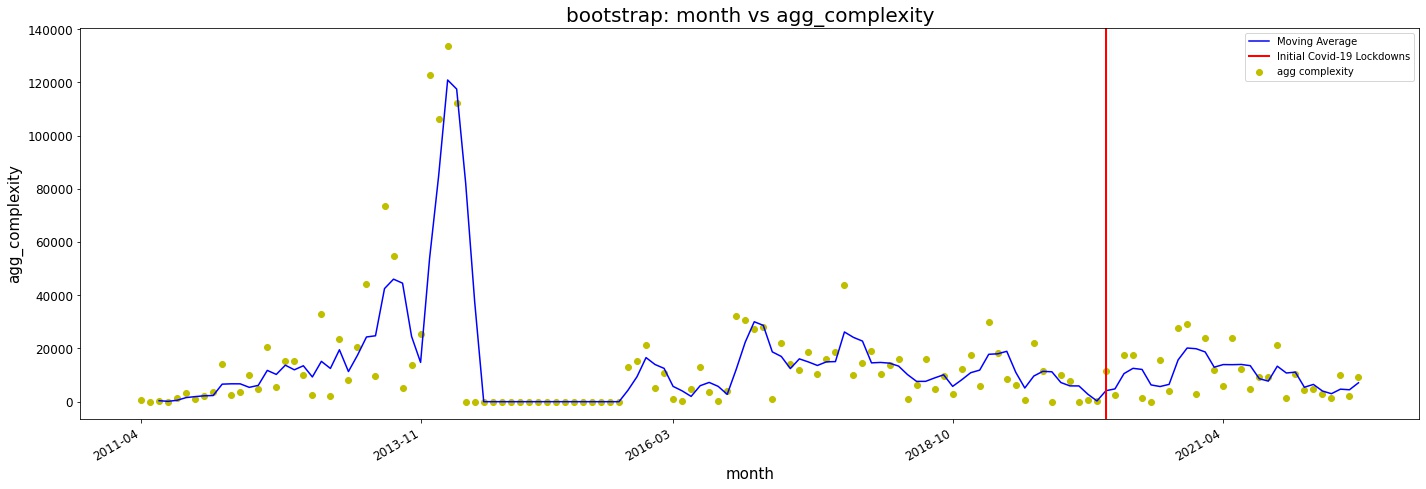 bootstrap: month vs agg_complexity
140000
120000
100000
80000
60000
40000
20000
0
agg_complexity
Moving Average
Initial Covid-19 Lockdowns
agg complexity
2011-04
2013-11
2016-03
2018-10
2021-04
month